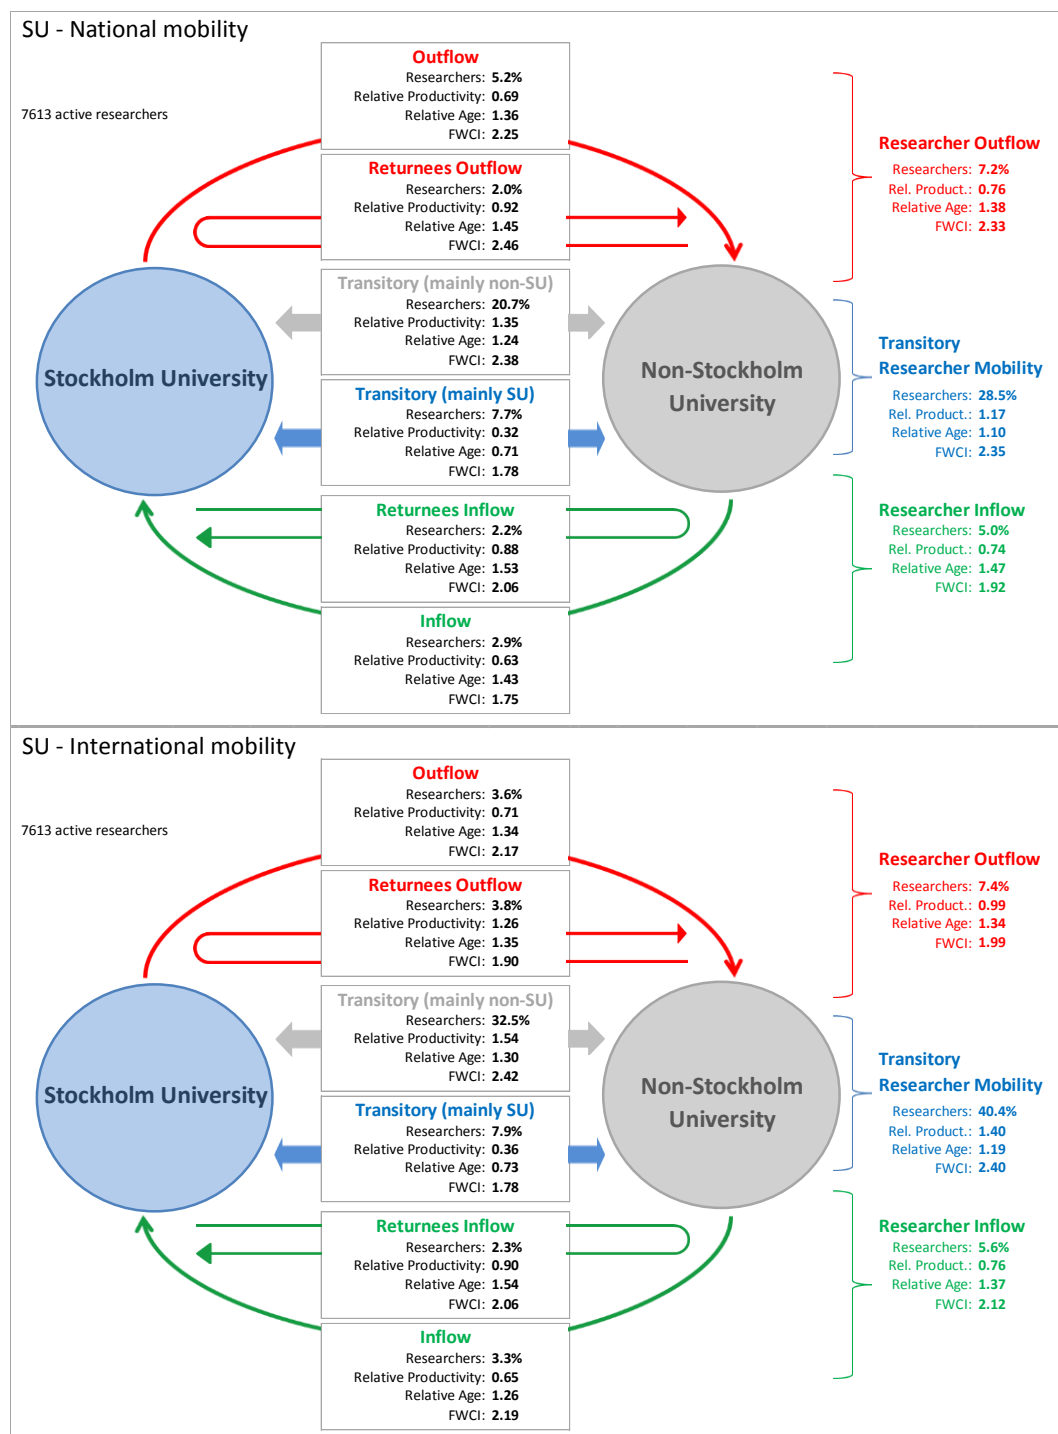 SU - National mobility
7613 active researchers
Outflow
Researchers: 5.2%
Relative Productivity: 0.69
Relative Age: 1.36
FWCI: 2.25
Returnees Outflow
Researchers: 2.0%
Relative Productivity: 0.92
Relative Age: 1.45
FWCI: 2.46
Transitory (mainly non-SU)
Researchers: 20.7%
Relative Productivity: 1.35
Relative Age: 1.24
FWCI: 2.38
Transitory (mainly SU)
Researchers: 7.7%
Relative Productivity: 0.32
Relative Age: 0.71
FWCI: 1.78
Returnees Inflow
Researchers: 2.2%
Relative Productivity: 0.88
Relative Age: 1.53
FWCI: 2.06
Inflow
Researchers: 2.9%
Relative Productivity: 0.63
Relative Age: 1.43
FWCI: 1.75
Stockholm University
Non-Stockholm
University
Researcher Outflow
Researchers: 7.2%
Rel. Product.: 0.76
Relative Age: 1.38
FWCI: 2.33
Transitory
Researcher Mobility
Researchers: 28.5%
Rel. Product.: 1.17
Relative Age: 1.10
FWCI: 2.35
Researcher Inflow
Researchers: 5.0%
Rel. Product.: 0.74
Relative Age: 1.47
FWCI: 1.92
SU - International mobility
7613 active researchers
Outflow
Researchers: 3.6%
Relative Productivity: 0.71
Relative Age: 1.34
FWCI: 2.17
Returnees Outflow
Researchers: 3.8%
Relative Productivity: 1.26
Relative Age: 1.35
FWCI: 1.90
Transitory (mainly non-SU)
Researchers: 32.5%
Relative Productivity: 1.54
Relative Age: 1.30
FWCI: 2.42
Transitory (mainly SU)
Researchers: 7.9%
Relative Productivity: 0.36
Relative Age: 0.73
FWCI: 1.78
Returnees Inflow
Researchers: 2.3%
Relative Productivity: 0.90
Relative Age: 1.54
FWCI: 2.06
Inflow
Researchers: 3.3%
Relative Productivity: 0.65
Relative Age: 1.26
FWCI: 2.19
Stockholm University
Non-Stockholm
University
Researcher Outflow
Researchers: 7.4%
Rel. Product.: 0.99
Relative Age: 1.34
FWCI: 1.99
Transitory
Researcher Mobility
Researchers: 40.4%
Rel. Product.: 1.40
Relative Age: 1.19
FWCI: 2.40
Researcher Inflow
Researchers: 5.6%
Rel. Product.: 0.76
Relative Age: 1.37
FWCI: 2.12